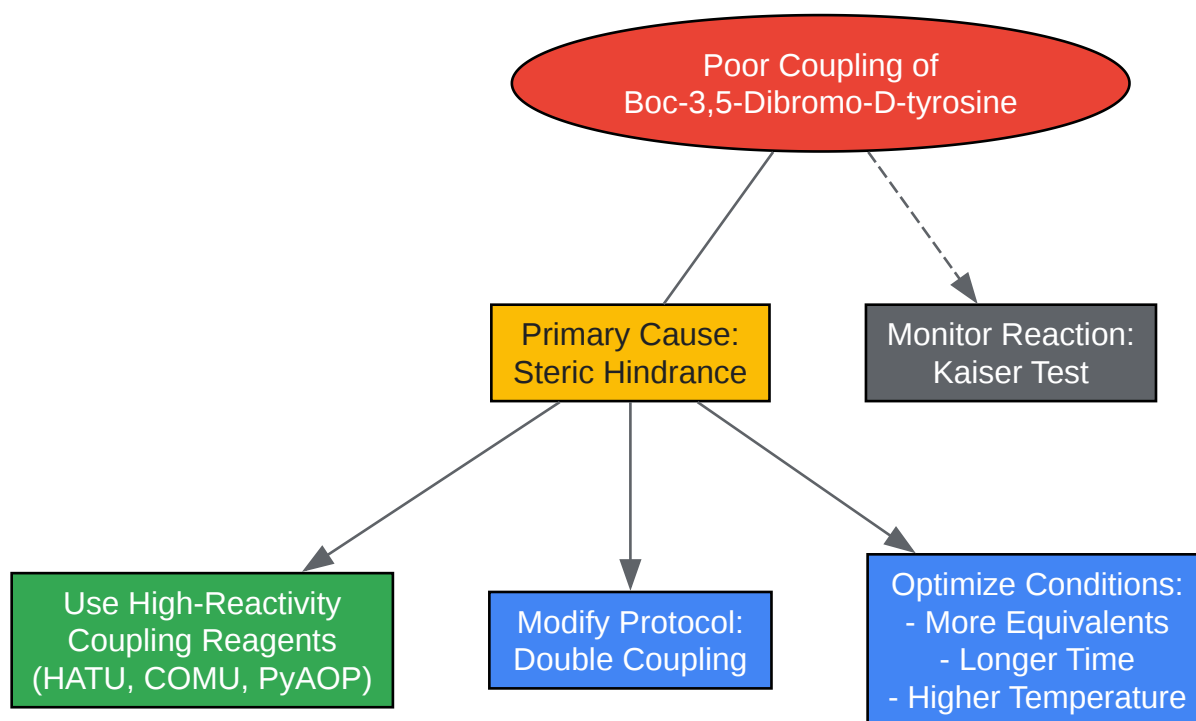 Poor Coupling of
Boc-3,5-Dibromo-D-tyrosine
Primary Cause:
Steric Hindrance
Monitor Reaction:
Kaiser Test
Use High-Reactivity
Coupling Reagents
(HATU, COMU, PyAOP)
Modify Protocol:
Double Coupling
Optimize Conditions:
- More Equivalents
- Longer Time
- Higher Temperature